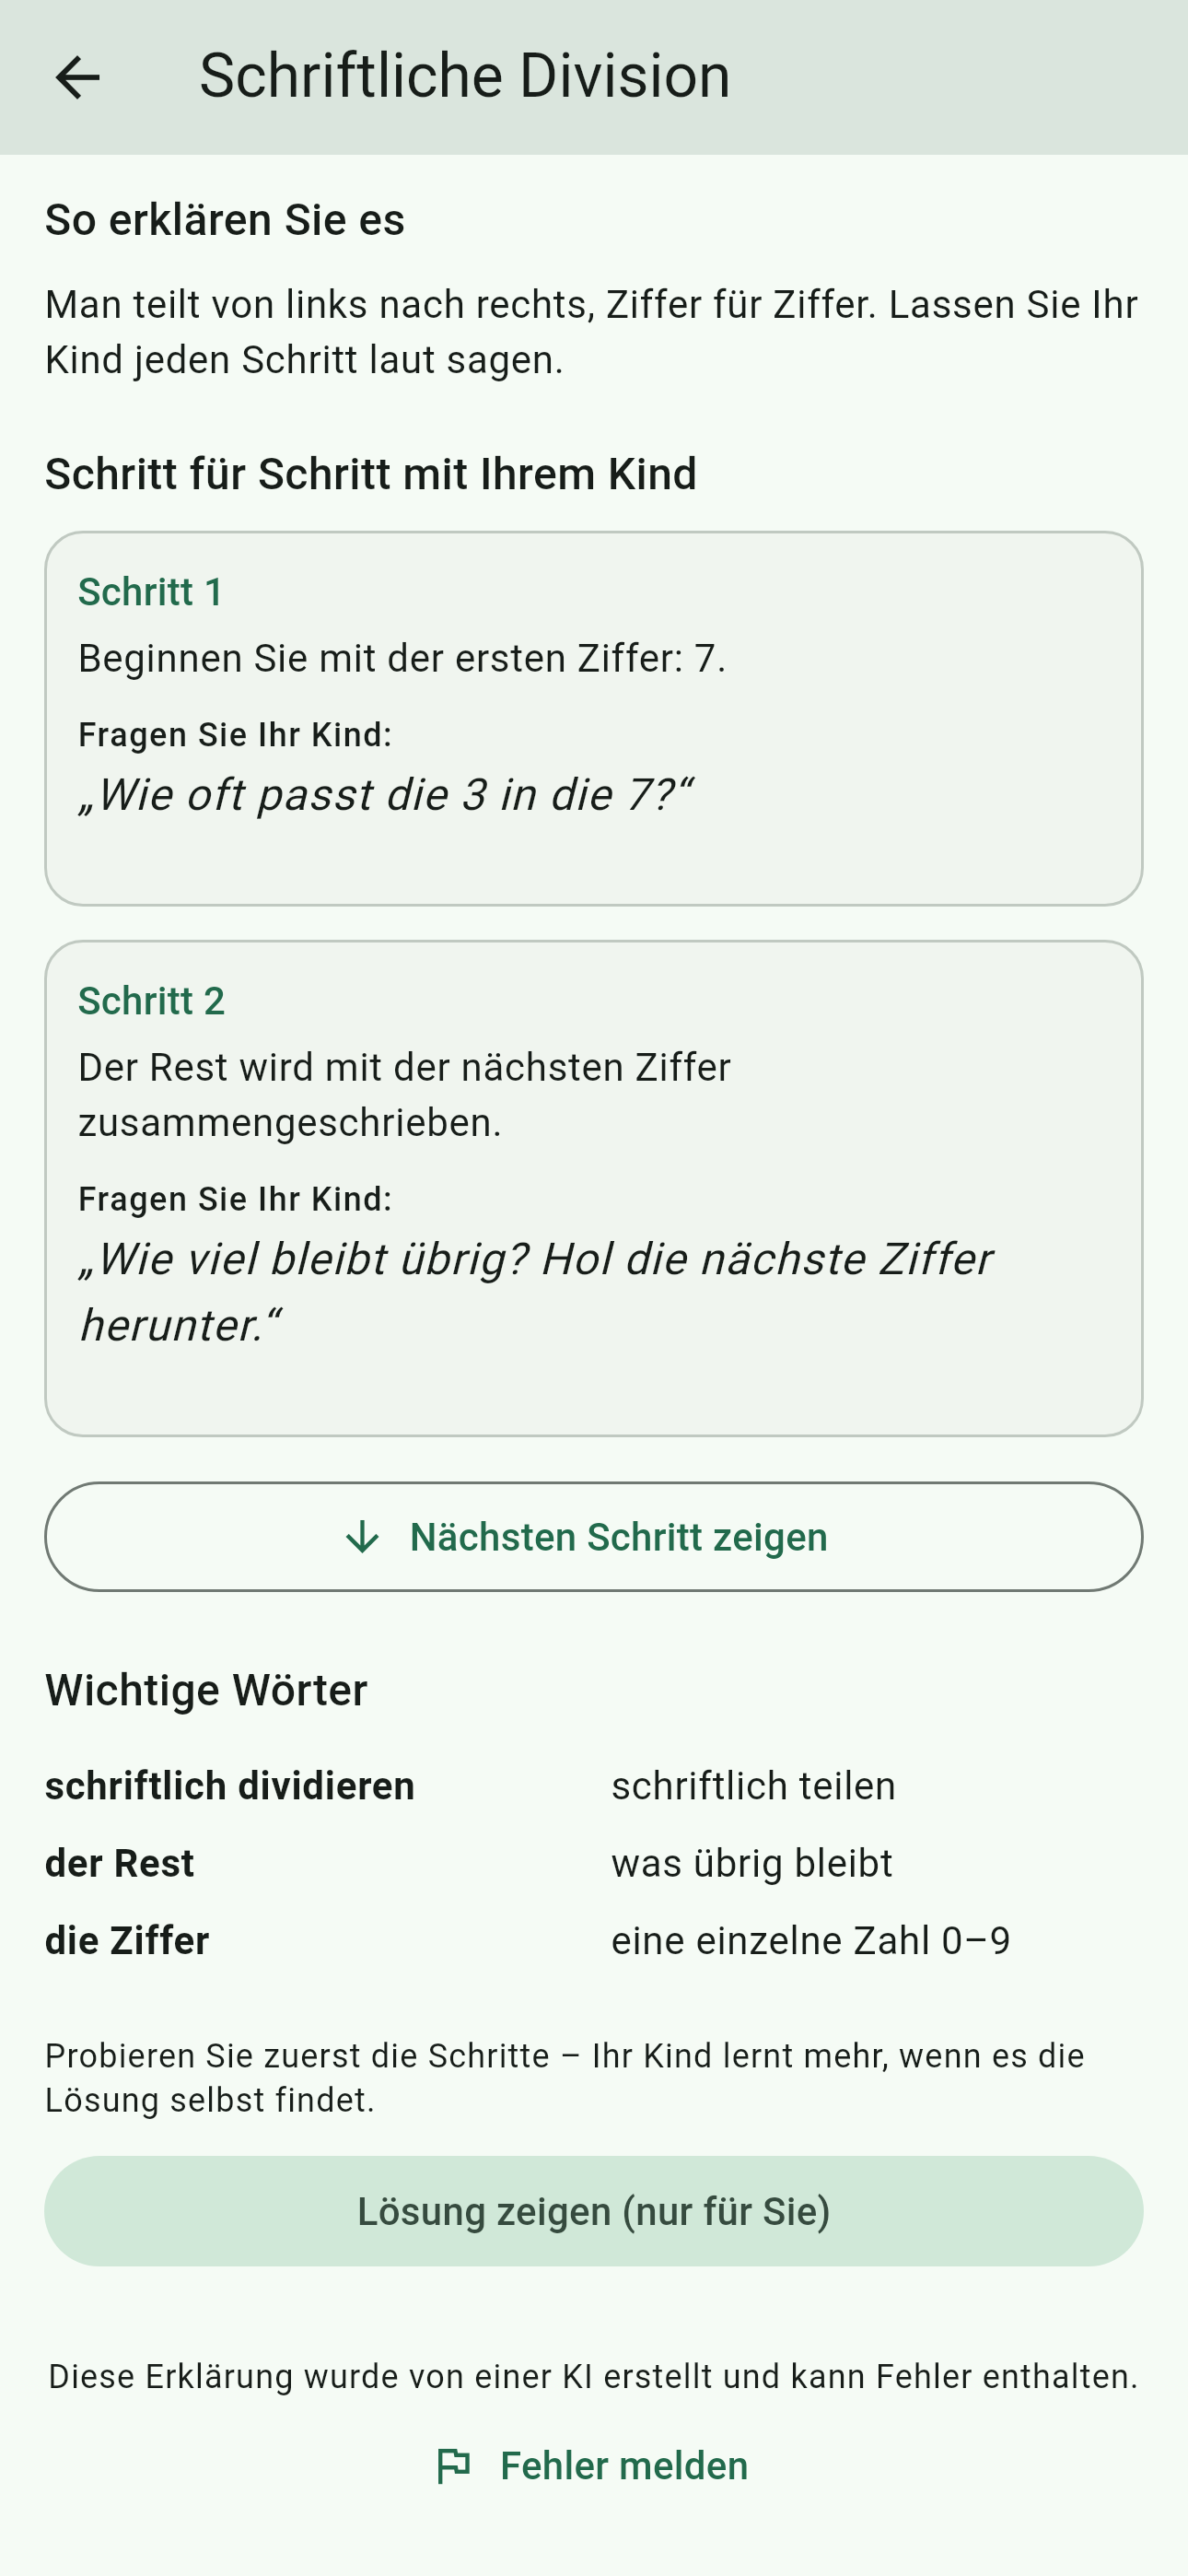 Schriftliche Division
So erklären Sie es
Man teilt von links nach rechts, Ziffer für Ziffer. Lassen Sie Ihr
Kind jeden Schritt laut sagen.
Schritt für Schritt mit Ihrem Kind
Schritt 1
Beginnen Sie mit der ersten Ziffer: 7.
Fragen Sie Ihr Kind:
„Wie oft passt die 3 in die 7?“
Schritt 2
Der Rest wird mit der nächsten Ziffer
zusammengeschrieben.
Fragen Sie Ihr Kind:
„Wie viel bleibt übrig? Hol die nächste Ziffer
herunter.“
Nächsten Schritt zeigen
Wichtige Wörter
schriftlich dividieren schriftlich teilen
der Rest was übrig bleibt
die Ziffer eine einzelne Zahl 0–9
Probieren Sie zuerst die Schritte – Ihr Kind lernt mehr, wenn es die
Lösung selbst findet.
Lösung zeigen (nur für Sie)
Diese Erklärung wurde von einer KI erstellt und kann Fehler enthalten.
Fehler melden